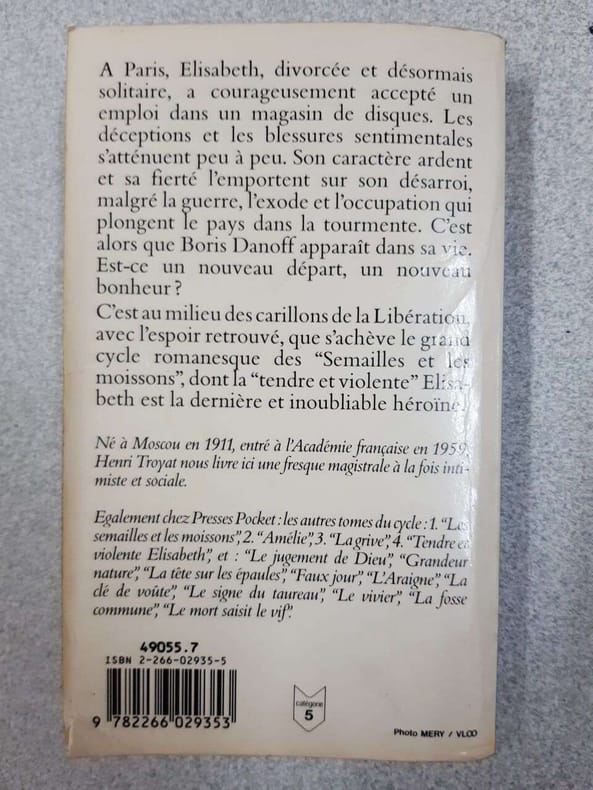 A Paris, Elisabeth, divorcée et désormais
solitaire, a courageusement accepté un
emploi dans un magasin de disques. Les
déceptions et les blessures sentimentales
s'atténuent peu à peu. Son caractère ardent
et sa fierté l'emportent sur son désarroi,
malgré la guerre, l'exode et l'occupation qui
plongent le pays dans la tourmente. C'est
alors que Boris Danoff apparaît dans sa vie.
Est-ce un nouveau départ, un nouveau
bonheur ?
C'est au milieu des carillons de la Libération,
avec l'espoir retrouvé, que s'achève le grand
cycle romanesque des "Semailles et les
moissons", dont la "tendre et violente" Elisa-
beth est la dernière et inoubliable héroïne.
Né à Moscou en 1911, entré à l'Académie française en 1959,
Henri Troyat nous livre ici une fresque magistrale à la fois inti-
miste et sociale.
Egalement chez Presses Pocket : les autres tomes du cycle : 1. "Les
semailles et les moissons", 2. "Amélie", 3. "La grive", 4. "Tendre et
violente Elisabeth", et : "Le jugement de Dieu", "Grandeur
nature", "La tête sur les épaules", "Faux jour", "L'Araigne", "La
clé de voûte", "Le signe du taureau", "Le vivier", "La fosse
commune", "Le mort saisit le vif".
49055.7
ISBN 2-266-02935-5
9 782266 029353
catégorie
5
Photo MERY / VLOO